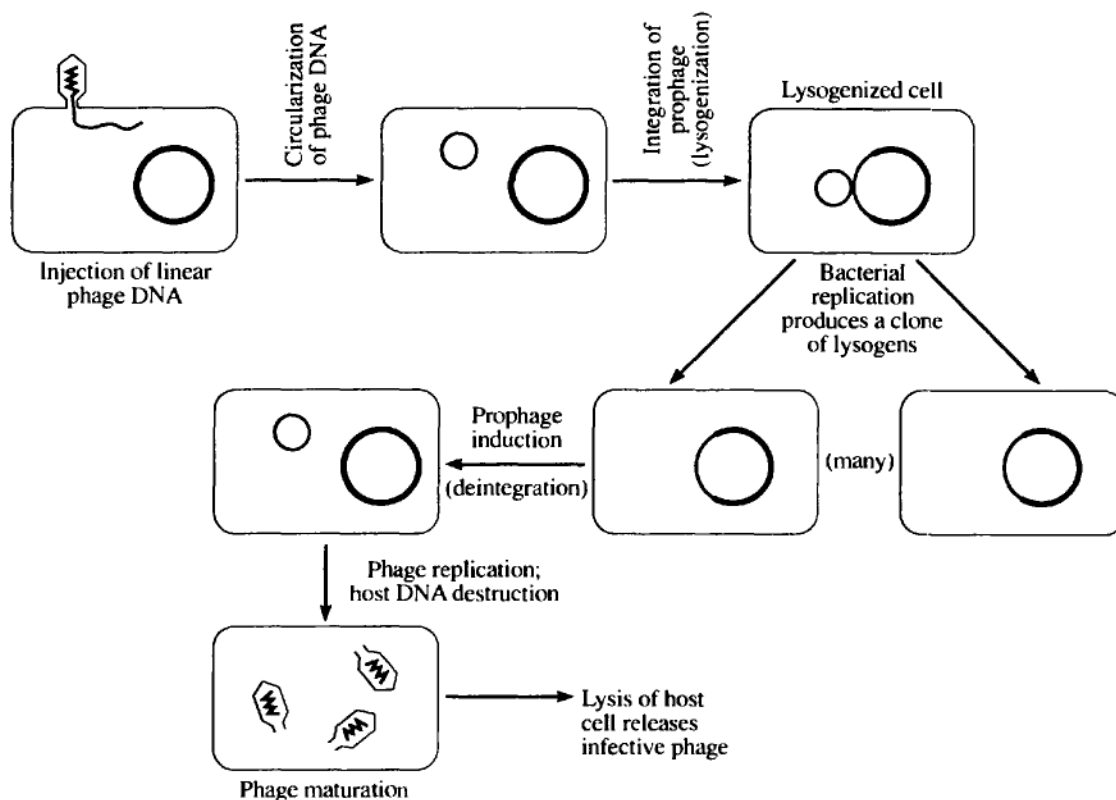 Injection of linear
phage DNA
Circularization
of phage DNA
Integration of
prophage
(lysogenization)
Lysogenized cell
Bacterial
replication
produces a clone
of lysogens
(many)
Prophage
induction
(deintegration)
Phage replication;
host DNA destruction
Phage maturation
Lysis of host
cell releases
infective phage